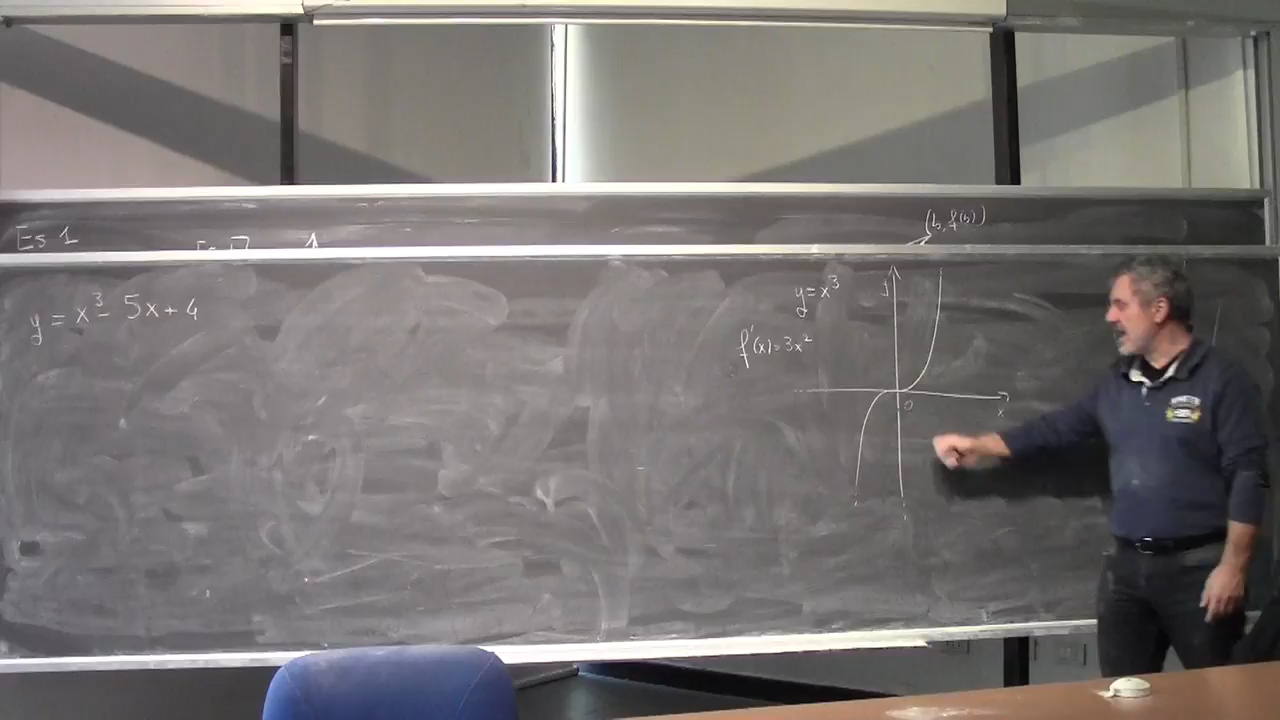 Es 1
(b, f(b))
y = x³ - 5x + 4
y = x³
f'(x) = 3x²
y
0
x